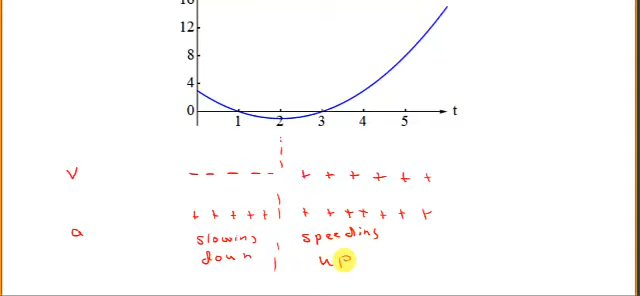 16
12
8
4
0
1 2 3 4 5 t
v - - - - - + + + + + + +
a + + + + + + + + + + + +
slowing speeding
down up